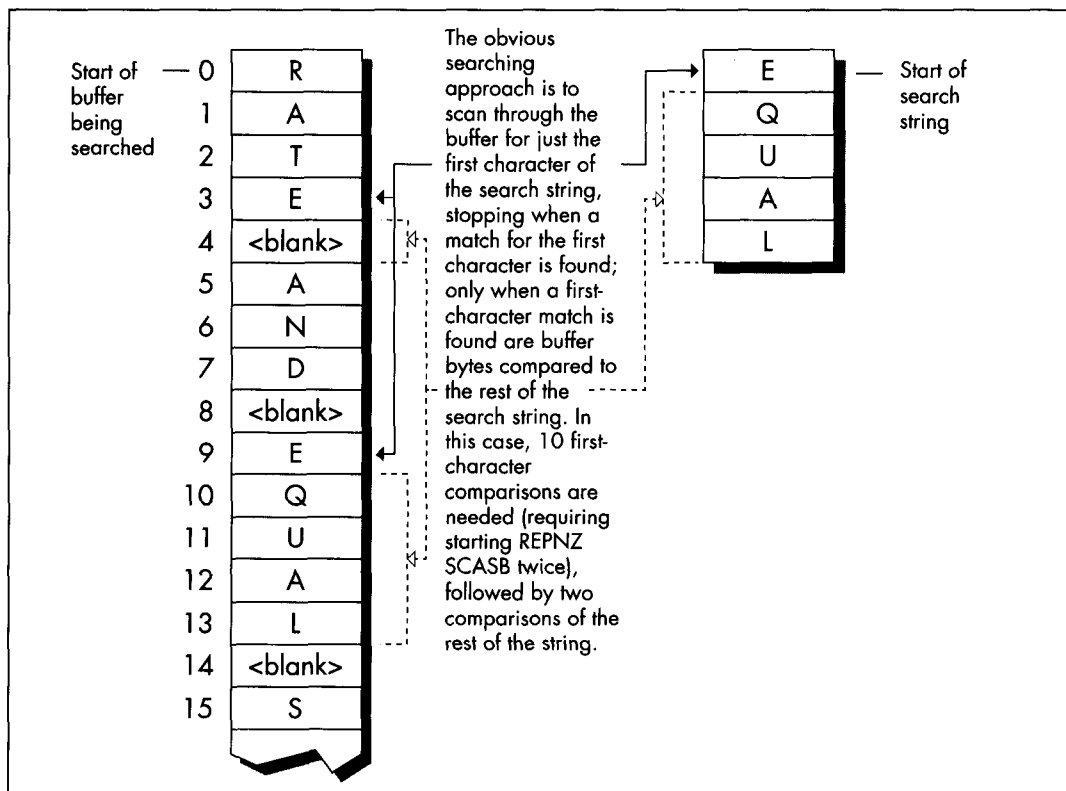 Start of
buffer
being
searched
0 R
1 A
2 T
3 E
4 <blank>
5 A
6 N
7 D
8 <blank>
9 E
10 Q
11 U
12 A
13 L
14 <blank>
15 S
The obvious
searching
approach is to
scan through the
buffer for just the
first character of
the search string,
stopping when a
match for the first
character is found;
only when a first-
character match is
found are buffer
bytes compared to
the rest of the
search string. In
this case, 10 first-
character
comparisons are
needed (requiring
starting REPNZ
SCASB twice),
followed by two
comparisons of the
rest of the string.
E
Q
U
A
L
Start of
search
string